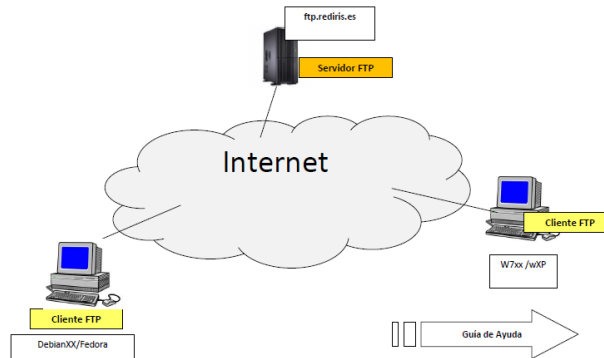 ftp.rediris.es
Servidor FTP
Internet
Cliente FTP
W7xx /wXP
Cliente FTP
DebianXX/Fedora
Guía de Ayuda